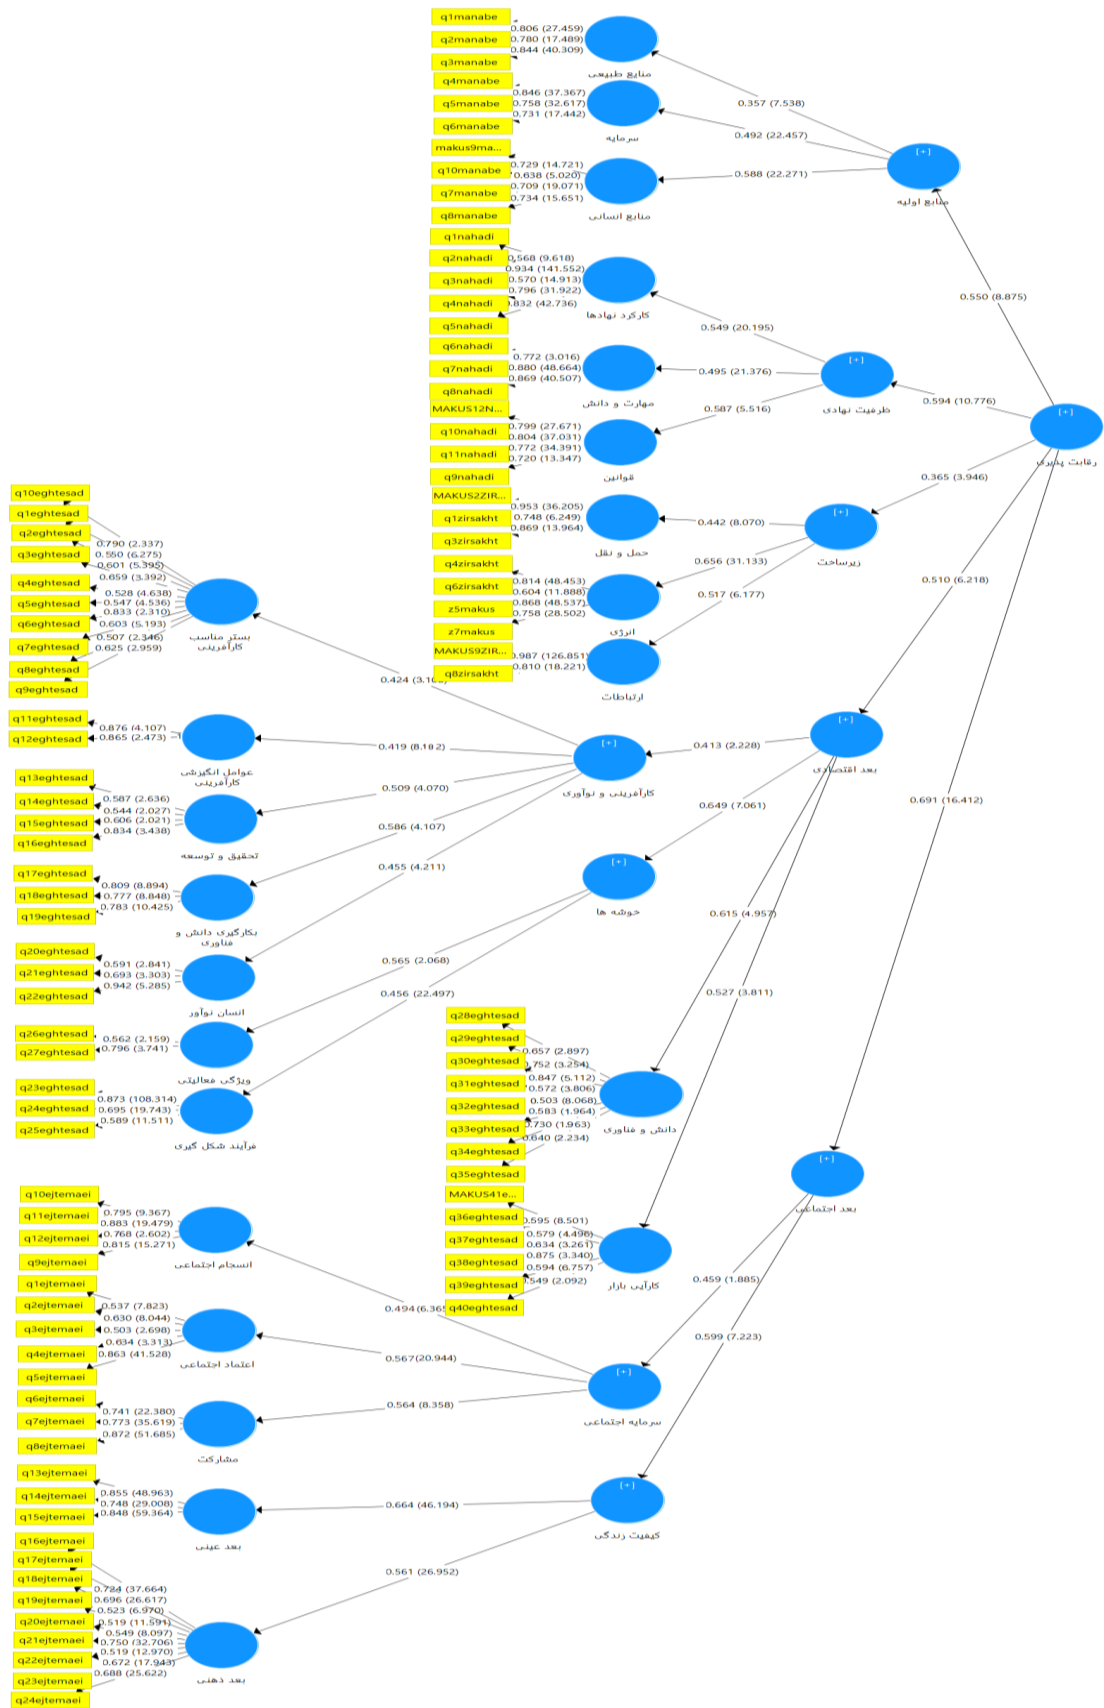 q1manabe
q2manabe
q3manabe
0.806 (27.459)
0.780 (17.489)
0.844 (40.309)
منابع طبیعی
q4manabe
q5manabe
q6manabe
0.846 (37.367)
0.758 (32.617)
0.731 (17.442)
سرمایه
makus9ma...
q10manabe
q7manabe
q8manabe
0.729 (14.721)
0.638 (5.020)
0.709 (19.071)
0.734 (15.651)
منابع انسانی
0.357 (7.538)
0.492 (22.457)
0.588 (22.271)
[+]
منابع اولیه
q1nahadi
q2nahadi
q3nahadi
q4nahadi
q5nahadi
0.568 (9.618)
0.934 (141.552)
0.570 (14.913)
0.796 (31.922)
0.832 (42.736)
کارکرد نهادها
q6nahadi
q7nahadi
q8nahadi
0.772 (3.016)
0.880 (48.664)
0.869 (40.507)
مهارت و دانش
MAKUS12N...
q10nahadi
q11nahadi
q9nahadi
0.799 (27.671)
0.804 (37.031)
0.772 (34.391)
0.720 (13.347)
قوانین
0.549 (20.195)
0.495 (21.376)
0.587 (5.516)
[+]
ظرفیت نهادی
0.550 (8.875)
0.594 (10.776)
0.365 (3.946)
0.510 (6.218)
0.691 (16.412)
[+]
رقابت پذیری
MAKUS2ZIR...
q1zirsakht
q3zirsakht
0.953 (36.205)
0.748 (6.249)
0.869 (13.964)
حمل و نقل
q4zirsakht
q6zirsakht
z5makus
z7makus
0.814 (48.453)
0.604 (11.888)
0.868 (48.537)
0.758 (28.502)
انرژی
MAKUS9ZIR...
q8zirsakht
0.987 (126.851)
0.810 (18.221)
ارتباطات
0.442 (8.070)
0.656 (31.133)
0.517 (6.177)
[+]
زیرساخت
q10eghtesad
q1eghtesad
q2eghtesad
q3eghtesad
q4eghtesad
q5eghtesad
q6eghtesad
q7eghtesad
q8eghtesad
q9eghtesad
0.790 (2.337)
0.550 (6.275)
0.601 (5.395)
0.659 (3.392)
0.528 (4.638)
0.547 (4.536)
0.833 (2.310)
0.603 (5.193)
0.507 (2.346)
0.625 (2.959)
بستر مناسب
کارآفرینی
q11eghtesad
q12eghtesad
0.876 (4.107)
0.865 (2.473)
عوامل انگیزشی
کارآفرینی
q13eghtesad
q14eghtesad
q15eghtesad
q16eghtesad
0.587 (2.636)
0.544 (2.027)
0.606 (2.021)
0.834 (3.438)
تحقیق و توسعه
q17eghtesad
q18eghtesad
q19eghtesad
0.809 (8.894)
0.777 (8.848)
0.783 (10.425)
بکارگیری دانش و
فناوری
q20eghtesad
q21eghtesad
q22eghtesad
0.591 (2.841)
0.693 (3.303)
0.942 (5.285)
انسان نوآور
0.419 (8.182)
0.509 (4.070)
0.586 (4.107)
0.455 (4.211)
[+]
کارآفرینی و نوآوری
0.413 (2.228)
0.649 (7.061)
0.615 (4.957)
0.527 (3.811)
[+]
بعد اقتصادی
q26eghtesad
q27eghtesad
0.562 (2.159)
0.796 (3.741)
ویژگی فعالیتی
q23eghtesad
q24eghtesad
q25eghtesad
0.873 (108.314)
0.695 (19.743)
0.589 (11.511)
فرآیند شکل گیری
0.565 (2.068)
0.456 (22.497)
[+]
خوشه ها
q28eghtesad
q29eghtesad
q30eghtesad
q31eghtesad
q32eghtesad
q33eghtesad
q34eghtesad
q35eghtesad
0.657 (2.897)
0.752 (3.254)
0.847 (5.112)
0.572 (3.806)
0.503 (8.068)
0.583 (1.964)
0.730 (1.963)
0.640 (2.234)
دانش و فناوری
MAKUS41e...
q36eghtesad
q37eghtesad
q38eghtesad
q39eghtesad
q40eghtesad
0.595 (8.501)
0.579 (4.496)
0.634 (3.261)
0.875 (3.340)
0.594 (6.757)
0.549 (2.092)
کارآیی بازار
q10ejtemaei
q11ejtemaei
q12ejtemaei
q9ejtemaei
0.795 (9.367)
0.883 (19.479)
0.768 (2.602)
0.815 (15.271)
انسجام اجتماعی
q1ejtemaei
q2ejtemaei
q3ejtemaei
q4ejtemaei
q5ejtemaei
0.537 (7.823)
0.630 (8.044)
0.503 (2.698)
0.634 (3.313)
0.863 (41.528)
اعتماد اجتماعی
q6ejtemaei
q7ejtemaei
q8ejtemaei
0.741 (22.380)
0.773 (35.619)
0.872 (51.685)
مشارکت
0.494 (6.365
0.567 (20.944)
0.564 (8.358)
[+]
سرمایه اجتماعی
0.459 (1.885)
0.599 (7.223)
[+]
بعد اجتماعی
q13ejtemaei
q14ejtemaei
q15ejtemaei
0.855 (48.963)
0.748 (29.008)
0.848 (59.364)
بعد عینی
q16ejtemaei
q17ejtemaei
q18ejtemaei
q19ejtemaei
q20ejtemaei
q21ejtemaei
q22ejtemaei
q23ejtemaei
q24ejtemaei
0.724 (37.664)
0.696 (26.617)
0.523 (6.970)
0.519 (11.591)
0.549 (8.097)
0.750 (32.706)
0.519 (12.970)
0.672 (17.943)
0.688 (25.622)
بعد ذهنی
0.664 (46.194)
0.561 (26.952)
[+]
کیفیت زندگی